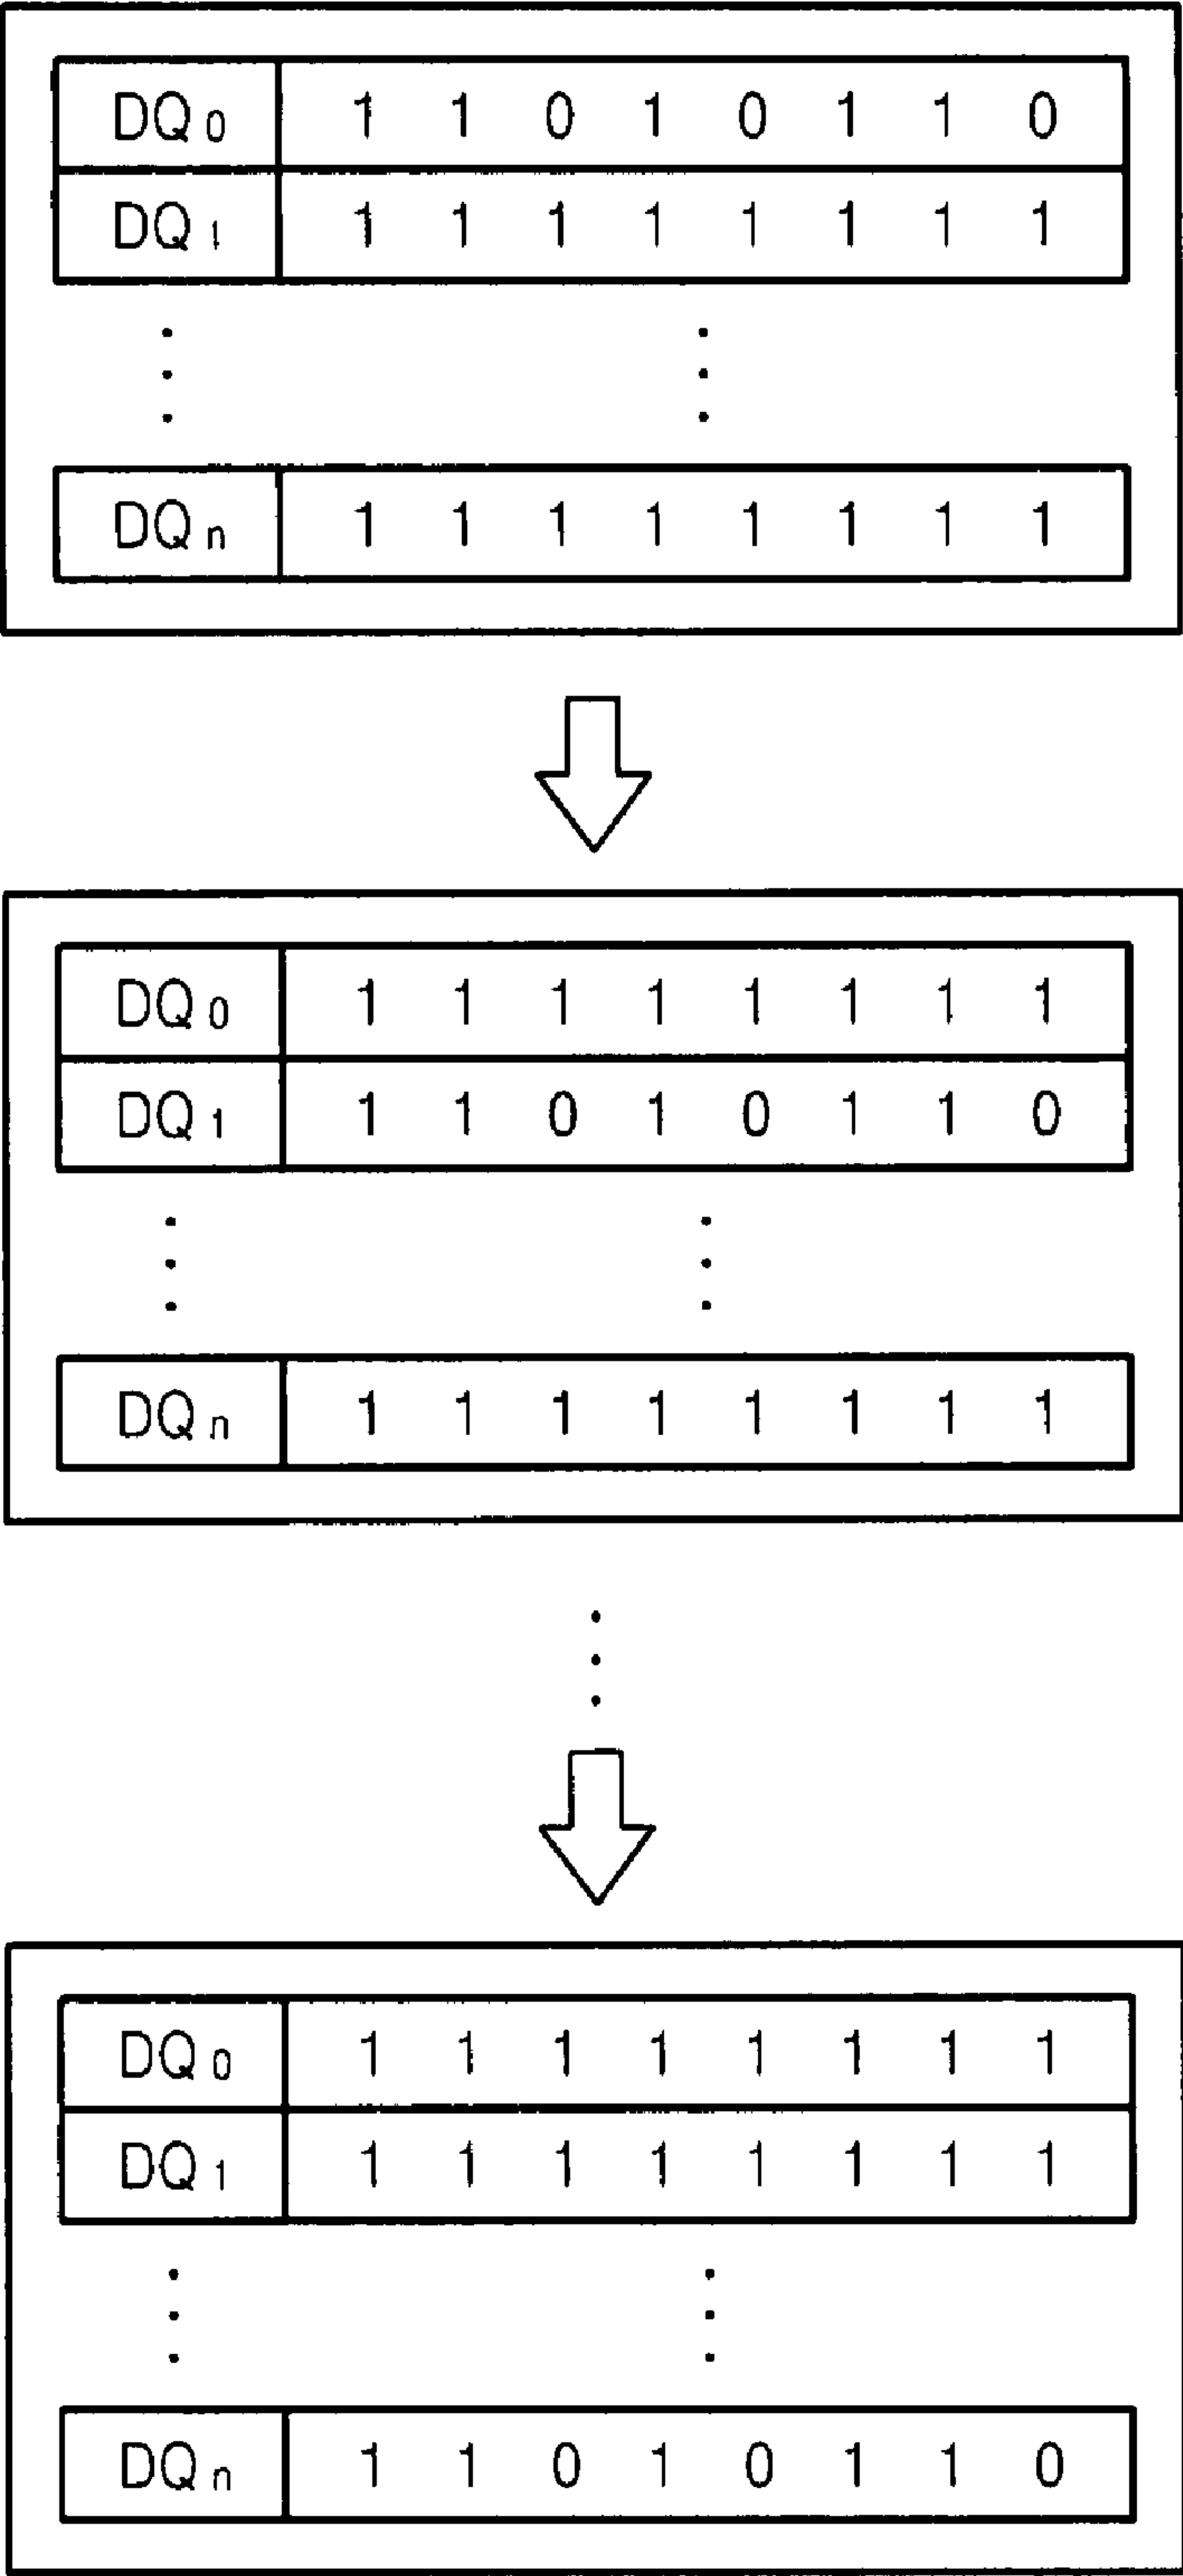 DQ0 1 1 0 1 0 1 1 0
DQ1 1 1 1 1 1 1 1 1
DQn 1 1 1 1 1 1 1 1
DQ0 1 1 1 1 1 1 1 1
DQ1 1 1 0 1 0 1 1 0
DQn 1 1 1 1 1 1 1 1
DQ0 1 1 1 1 1 1 1 1
DQ1 1 1 1 1 1 1 1 1
DQn 1 1 0 1 0 1 1 0